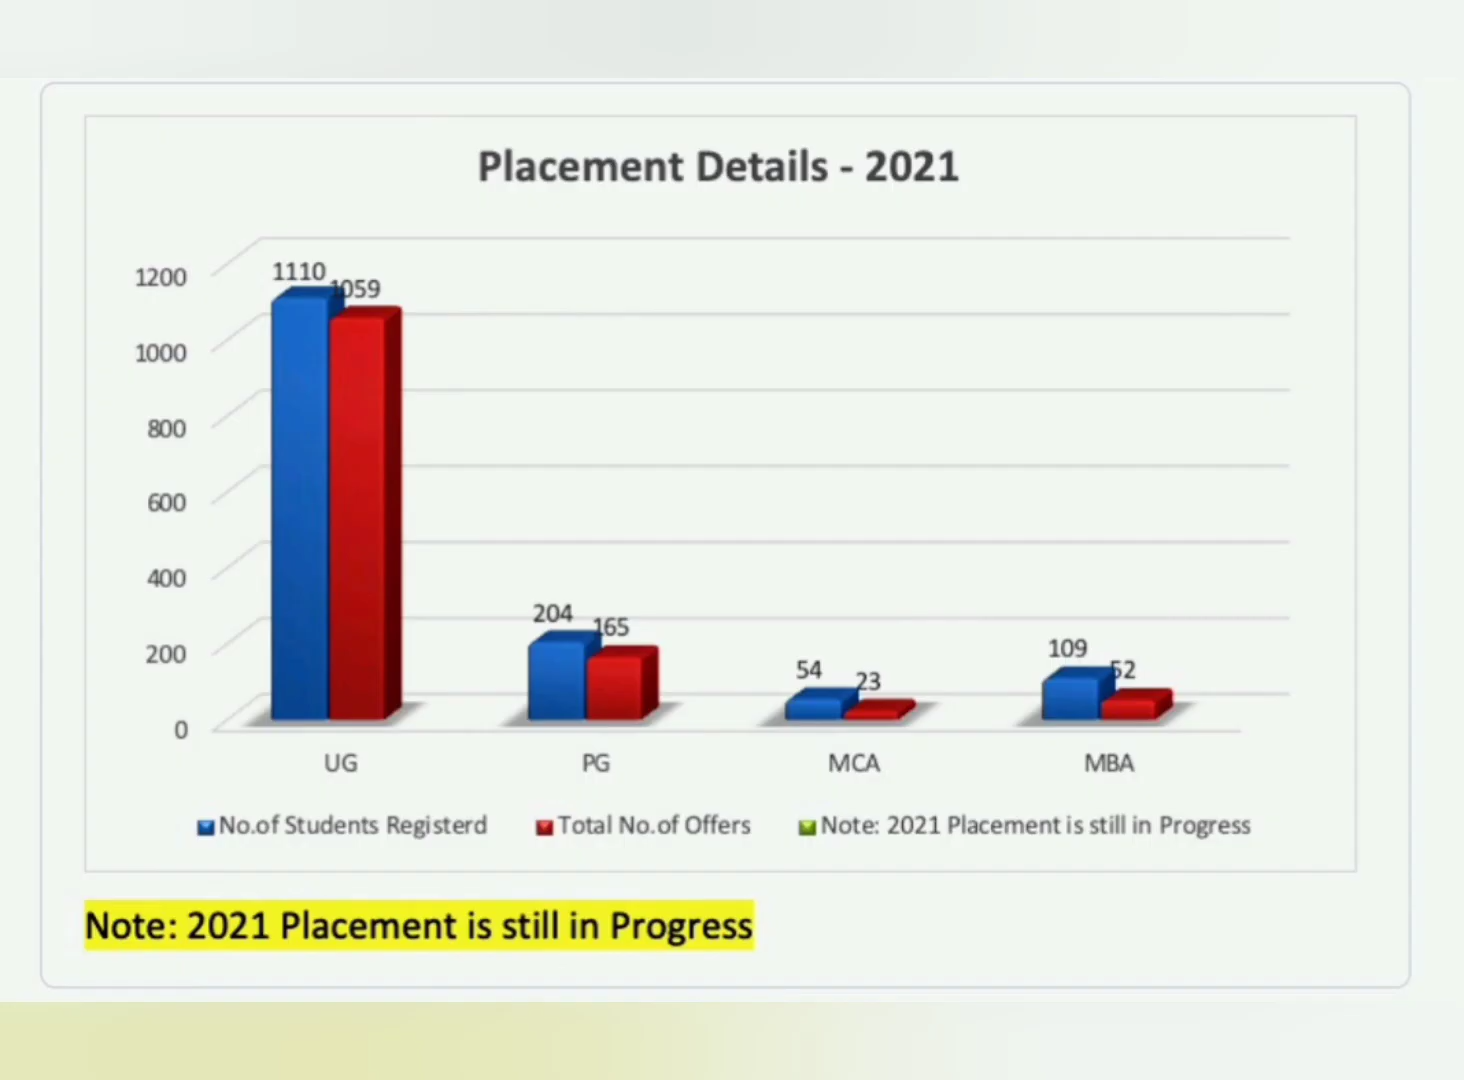 Placement Details - 2021
1200
1000
800
600
400
200
0
1110
1059
204
165
54
23
109
52
UG
PG
MCA
MBA
No.of Students Registerd
Total No.of Offers
Note: 2021 Placement is still in Progress
Note: 2021 Placement is still in Progress